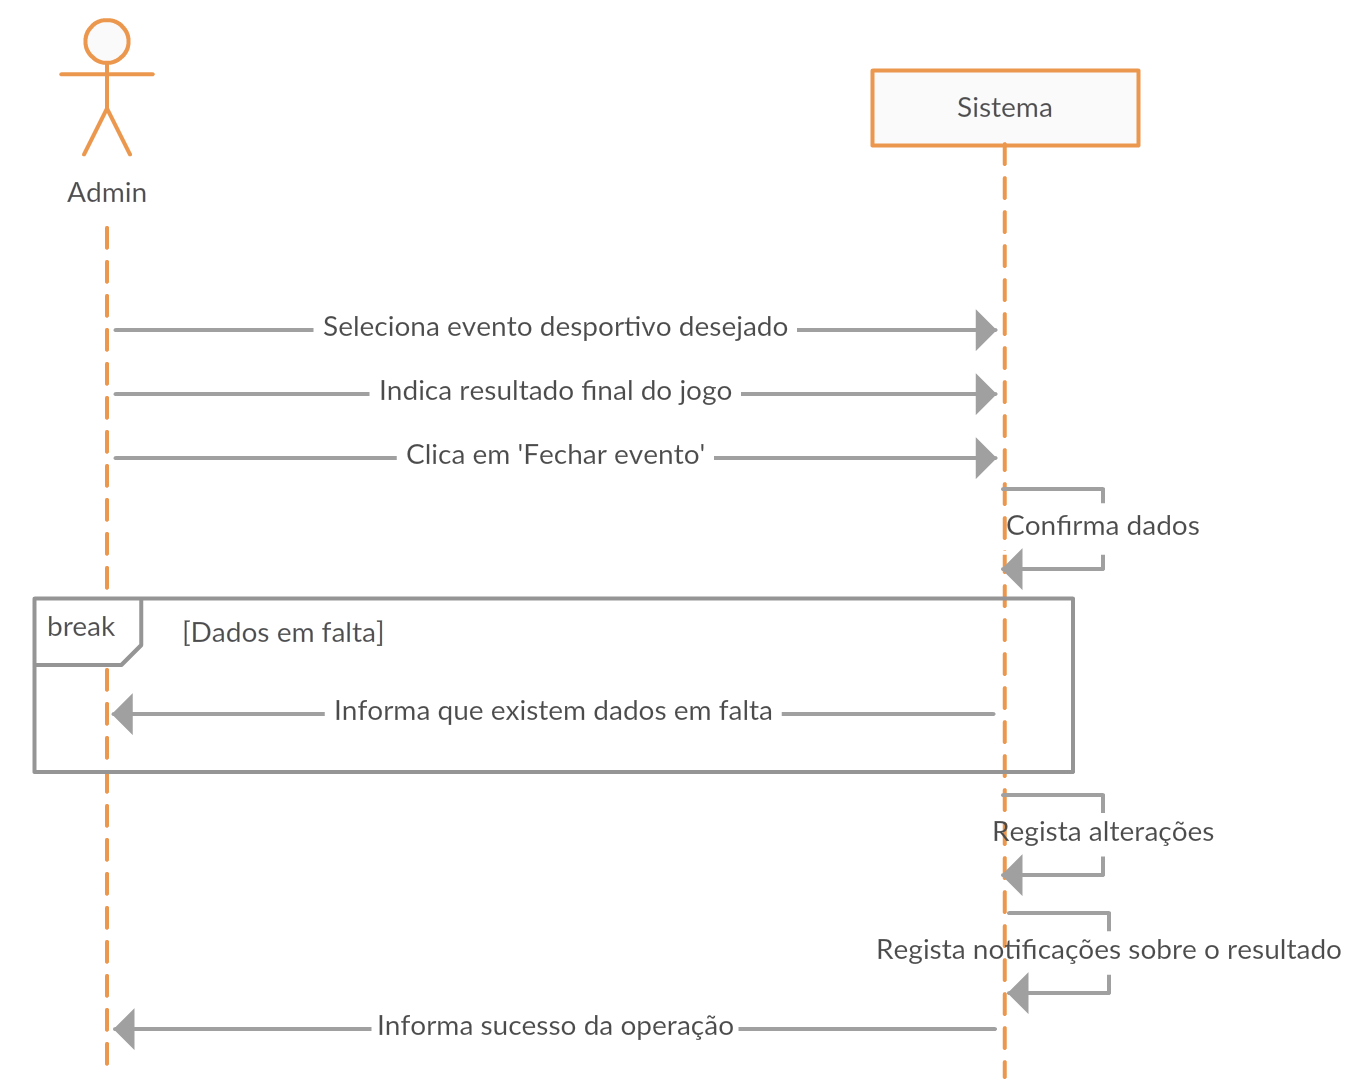 Sistema
Admin
Seleciona evento desportivo desejado
Indica resultado final do jogo
Clica em 'Fechar evento'
Confirma dados
break
[Dados em falta]
Informa que existem dados em falta
Regista alterações
Regista notificações sobre o resultado
Informa sucesso da operação